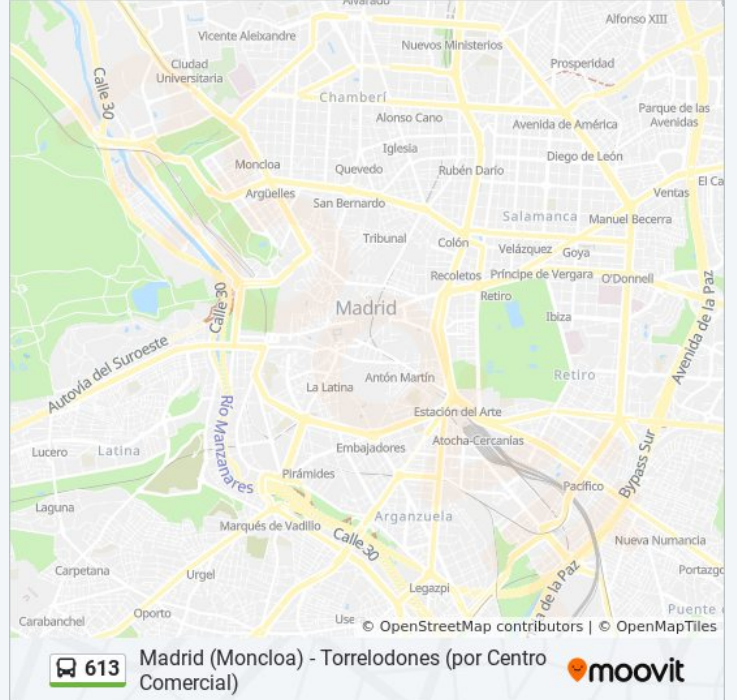 Alvarado
Alfonso XIII
Vicente Aleixandre
Nuevos Ministerios
Ciudad
Universitaria
Prosperidad
Calle 30
Chamberí
Parque de las
Avenidas
Alonso Cano
Avenida de América
Iglesia
Diego de León
Moncloa
Quevedo
Rubén Darío
El Ca
Argüelles
Ventas
San Bernardo
Salamanca
Manuel Becerra
Tribunal
Colón
Velázquez
Goya
Recoletos
Príncipe de Vergara
O'Donnell
Calle 30
Retiro
Madrid
Ibiza
Avenida de la Paz
Autovía del Suroeste
Antón Martín
Retiro
La Latina
Estación del Arte
Río Manzanares
Atocha-Cercanías
Embajadores
Lucero
Latina
Bypass Sur
Pirámides
Pacífico
Laguna
Arganzuela
Marqués de Vadillo
Calle 30
Nueva Numancia
Carpetana
Urgel
Portazgo
Legazpi
a de la Paz
Oporto
Puente
Carabanchel
Use
© OpenStreetMap contributors | © OpenMapTiles
613
Madrid (Moncloa) - Torrelodones (por Centro
Comercial)
moovit